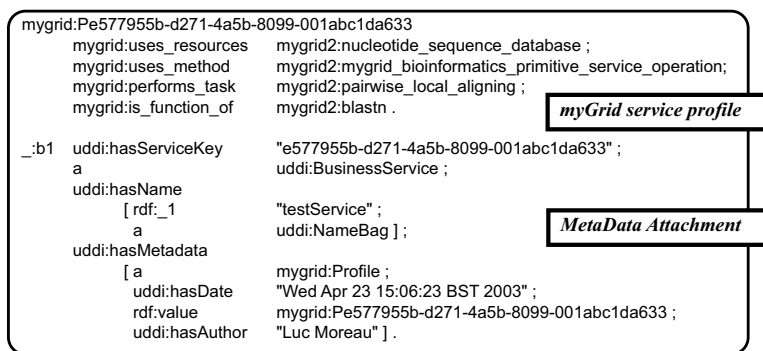 mygrid:Pe577955b-d271-4a5b-8099-001abc1da633
mygrid:uses_resources mygrid2:nucleotide_sequence_database ;
mygrid:uses_method mygrid2:mygrid_bioinformatics_primitive_service_operation;
mygrid:performs_task mygrid2:pairwise_local_aligning ;
mygrid:is_function_of mygrid2:blastn .
myGrid service profile
_:b1 uddi:hasServiceKey "e577955b-d271-4a5b-8099-001abc1da633" ;
a uddi:BusinessService ;
uddi:hasName
[ rdf:_1 "testService" ;
a uddi:NameBag ] ;
MetaData Attachment
uddi:hasMetadata
[ a mygrid:Profile ;
uddi:hasDate "Wed Apr 23 15:06:23 BST 2003" ;
rdf:value mygrid:Pe577955b-d271-4a5b-8099-001abc1da633 ;
uddi:hasAuthor "Luc Moreau" ] .